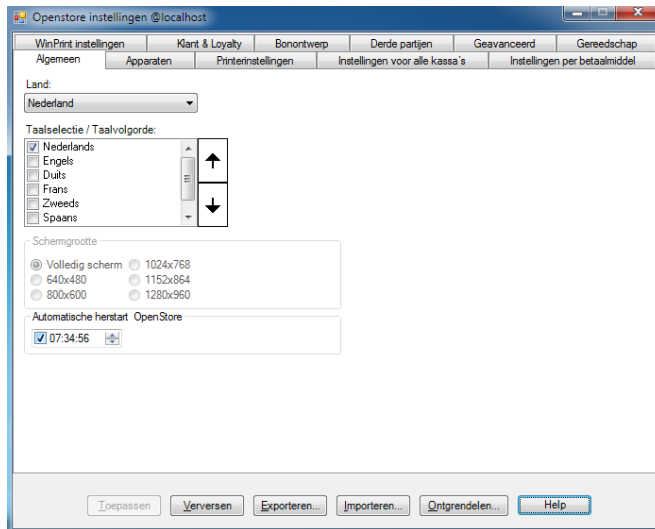 Openstore instellingen @localhost
WinPrint instellingen Klant & Loyalty Bonontwerp Derde partijen Geavanceerd Gereedschap
Algemeen Apparaten Printerinstellingen Instellingen voor alle kassa's Instellingen per betaalmiddel
Land:
Nederland
Taalselectie / Taalvolgorde:
Nederlands
Engels
Duits
Frans
Zweeds
Spaans
Schermgrootte
Volledig scherm 1024x768
640x480 1152x864
800x600 1280x960
Automatische herstart OpenStore
07:34:56
Toepassen Verversen Exporteren... Importeren... Ontgrendelen... Help